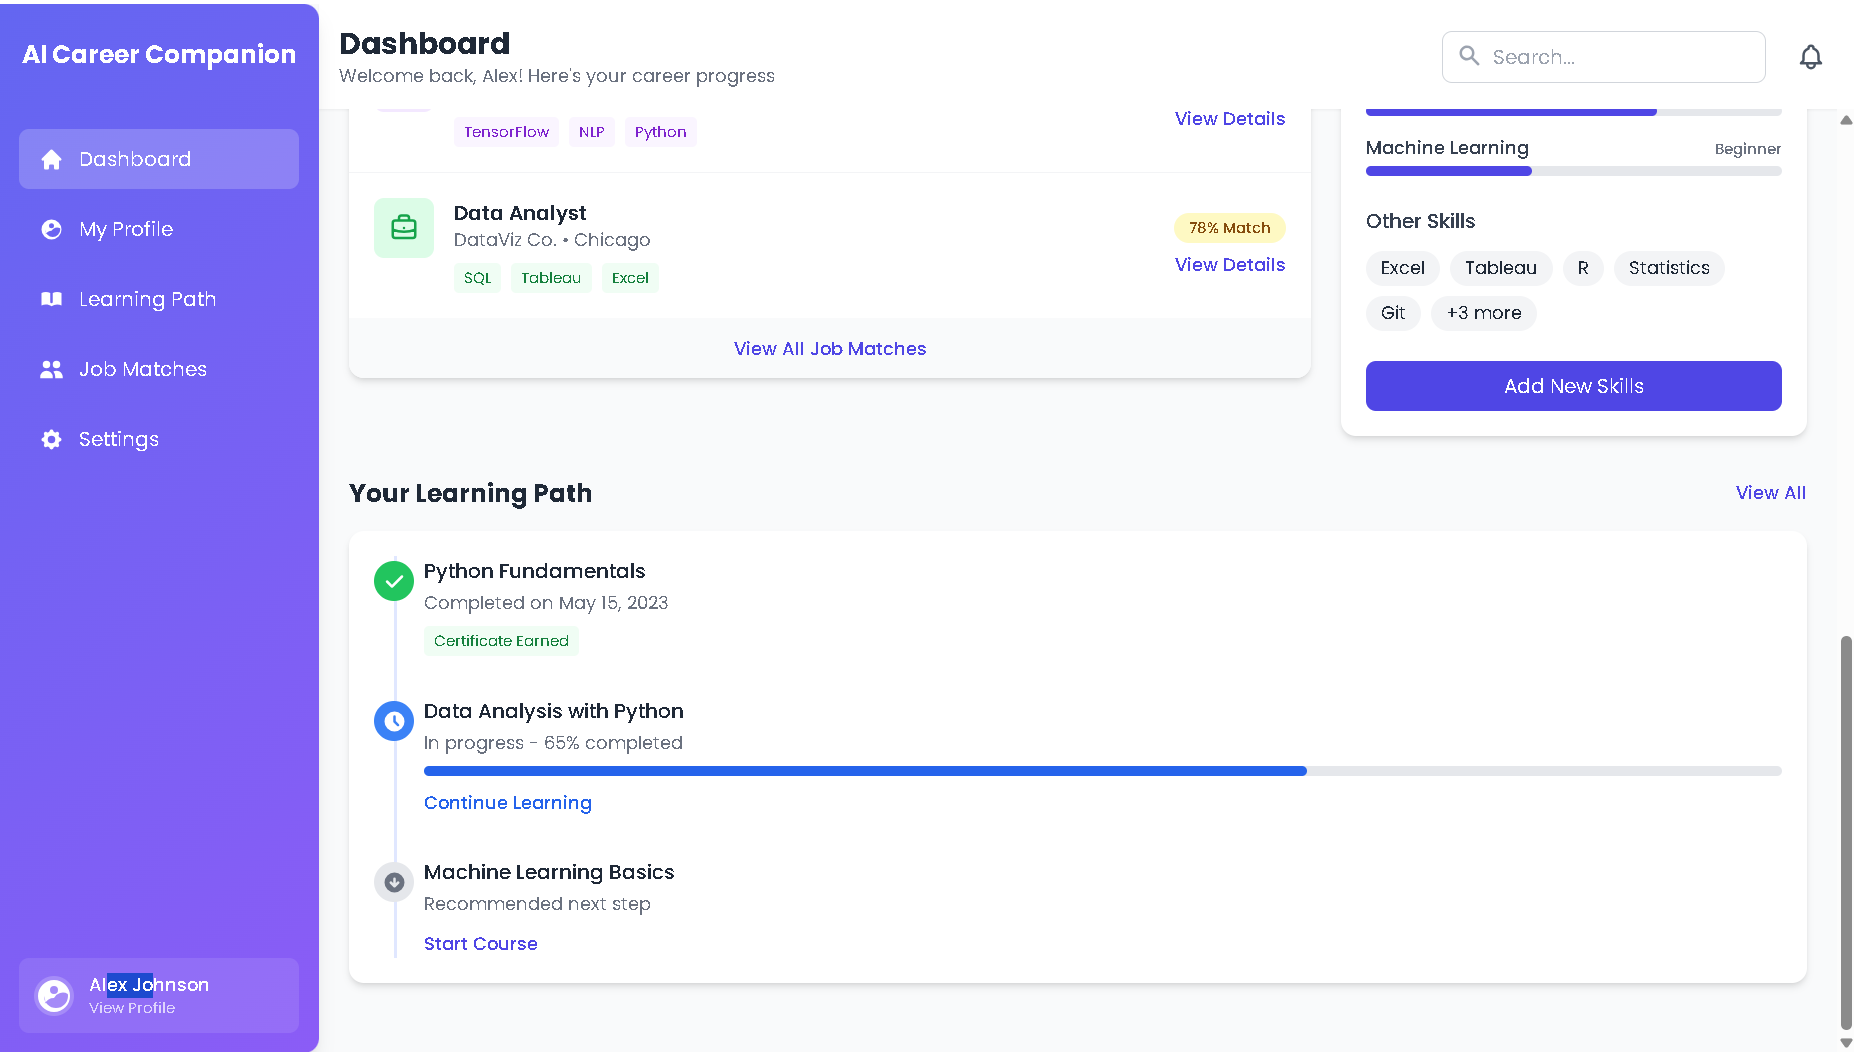 AI Career Companion
Dashboard
My Profile
Learning Path
Job Matches
Settings
Alex Johnson
View Profile
Dashboard
Welcome back, Alex! Here's your career progress
Search...
TensorFlow NLP Python
View Details
Data Analyst
DataViz Co. • Chicago
SQL Tableau Excel
78% Match
View Details
View All Job Matches
Machine Learning Beginner
Other Skills
Excel Tableau R Statistics
Git +3 more
Add New Skills
Your Learning Path
View All
Python Fundamentals
Completed on May 15, 2023
Certificate Earned
Data Analysis with Python
In progress - 65% completed
Continue Learning
Machine Learning Basics
Recommended next step
Start Course